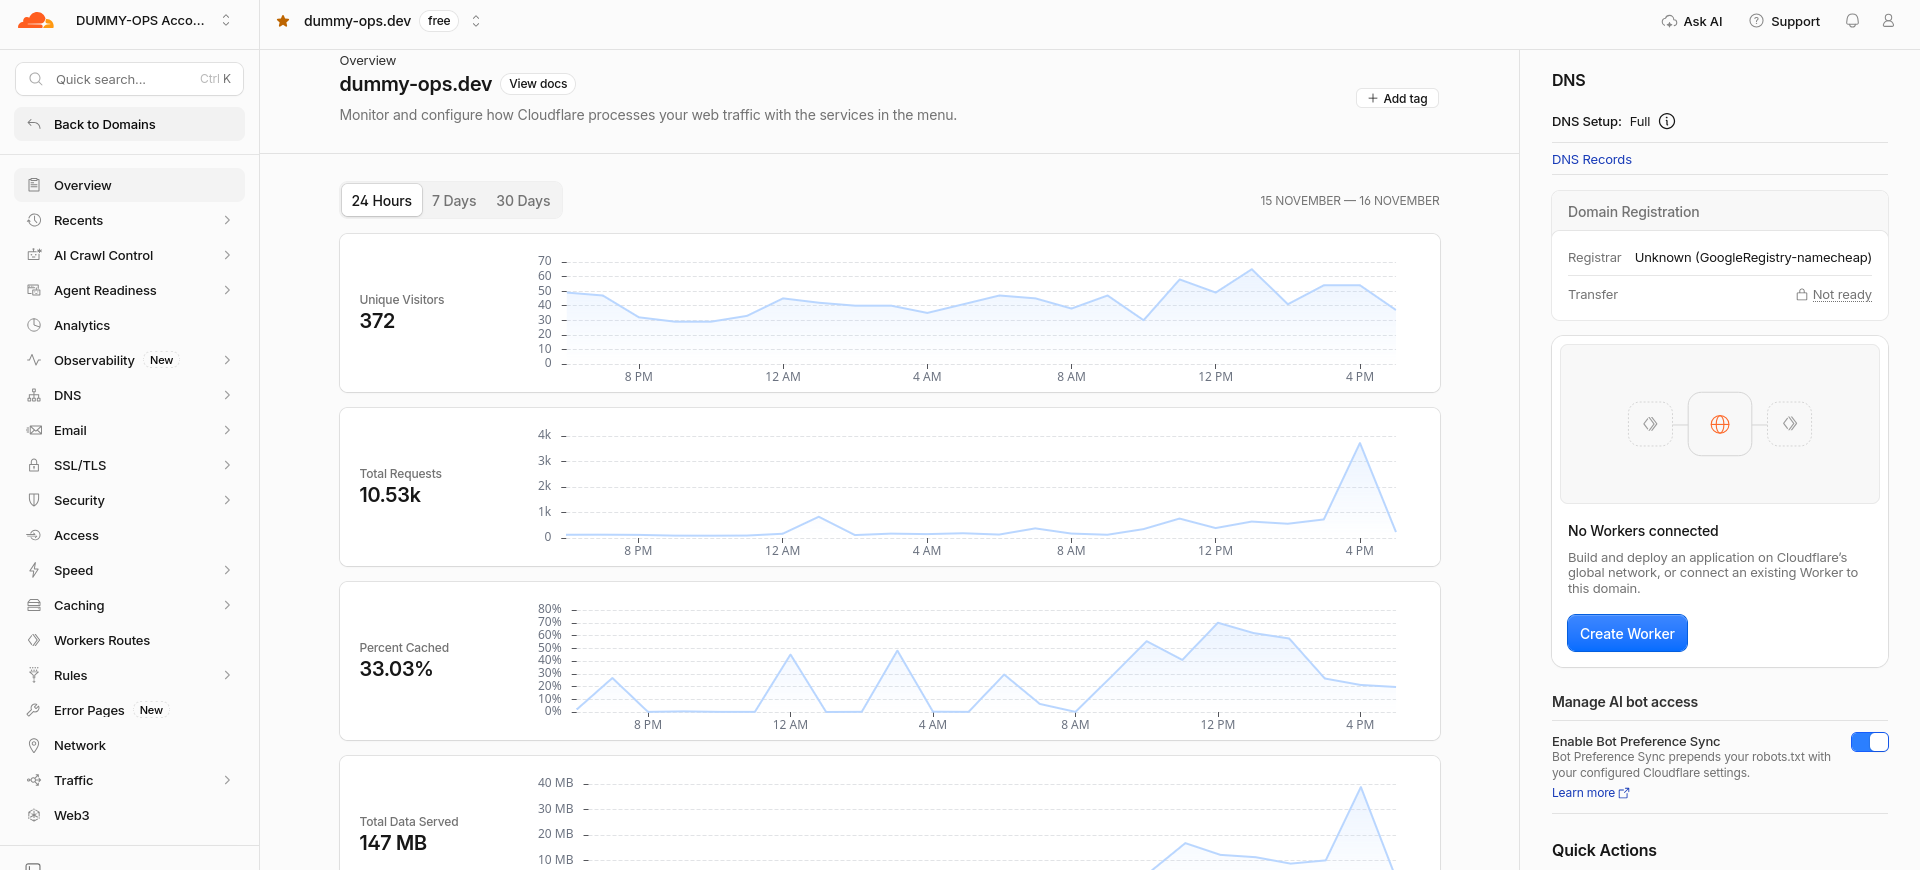 DUMMY-OPS Acco...
dummy-ops.dev free
Ask AI
Support
Quick search... Ctrl K
Back to Domains
Overview
Recents
AI Crawl Control
Agent Readiness
Analytics
Observability New
DNS
Email
SSL/TLS
Security
Access
Speed
Caching
Workers Routes
Rules
Error Pages New
Network
Traffic
Web3
Overview
dummy-ops.dev View docs
Monitor and configure how Cloudflare processes your web traffic with the services in the menu.
Add tag
24 Hours 7 Days 30 Days
15 NOVEMBER — 16 NOVEMBER
Unique Visitors
372
70
60
50
40
30
20
10
0
8 PM 12 AM 4 AM 8 AM 12 PM 4 PM
Total Requests
10.53k
4k
3k
2k
1k
0
8 PM 12 AM 4 AM 8 AM 12 PM 4 PM
Percent Cached
33.03%
80%
70%
60%
50%
40%
30%
20%
10%
0%
8 PM 12 AM 4 AM 8 AM 12 PM 4 PM
Total Data Served
147 MB
40 MB
30 MB
20 MB
10 MB
DNS
DNS Setup: Full
DNS Records
Domain Registration
Registrar Unknown (GoogleRegistry-namecheap)
Transfer Not ready
No Workers connected
Build and deploy an application on Cloudflare’s
global network, or connect an existing Worker to
this domain.
Create Worker
Manage AI bot access
Enable Bot Preference Sync
Bot Preference Sync prepends your robots.txt with
your configured Cloudflare settings.
Learn more
Quick Actions